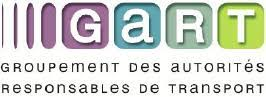 GaRT
GROUPEMENT DES AUTORITÉS
RESPONSABLES DE TRANSPORT